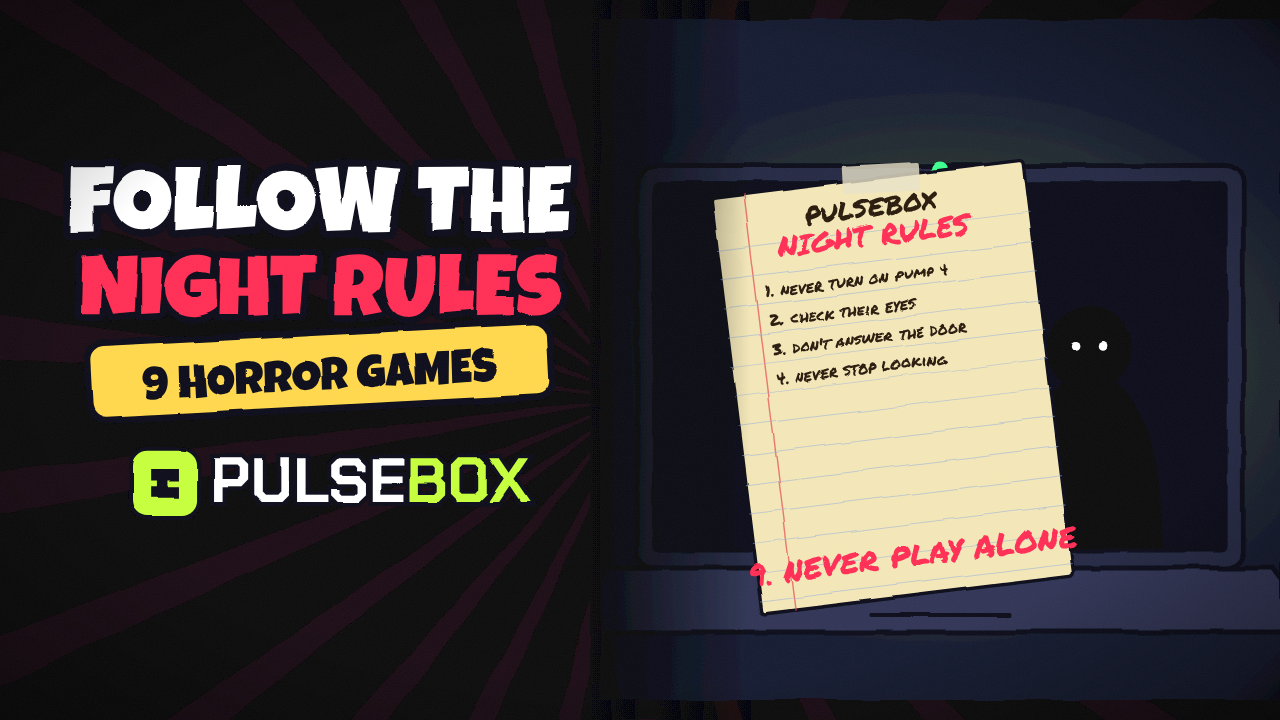 FOLLOW THE
NIGHT RULES
9 HORROR GAMES
PULSEBOX
PULSEBOX
NIGHT RULES
1. NEVER TURN ON PUMP 4
2. CHECK THEIR EYES
3. DON'T ANSWER THE DOOR
4. NEVER STOP LOOKING
9. NEVER PLAY ALONE